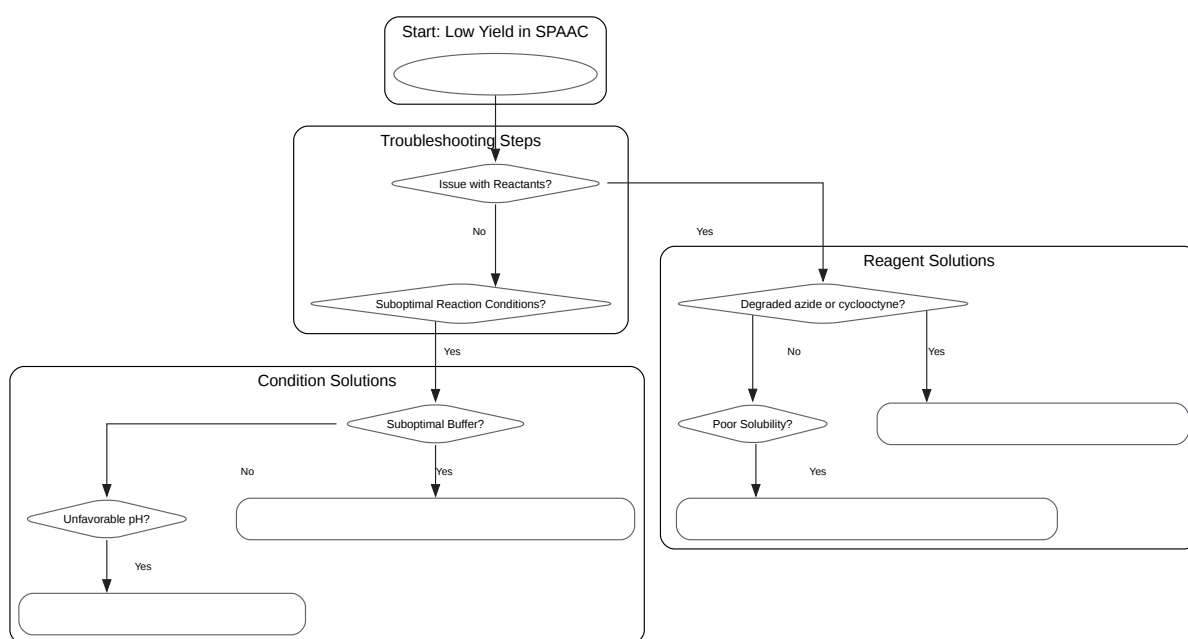 Start: Low Yield in SPAAC
Troubleshooting Steps
Issue with Reactants?
No
Yes
Suboptimal Reaction Conditions?
Yes
Reagent Solutions
Degraded azide or cyclooctyne?
No
Yes
Poor Solubility?
Yes
Condition Solutions
Suboptimal Buffer?
No
Yes
Unfavorable pH?
Yes